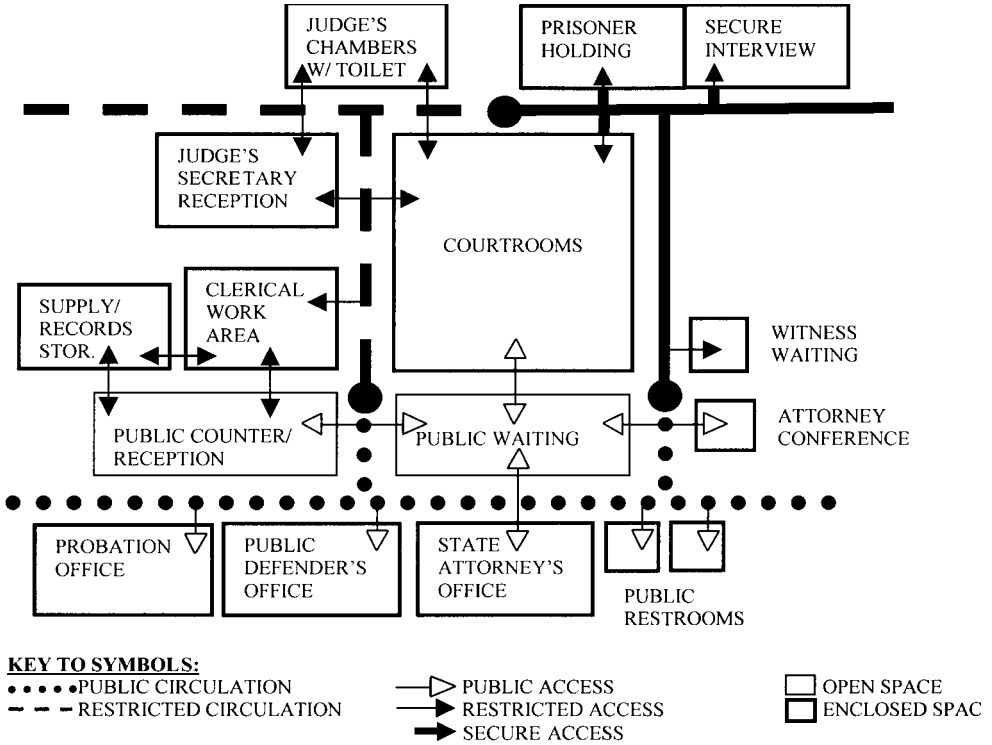 JUDGE'S
CHAMBERS
W/ TOILET
PRISONER
HOLDING
SECURE
INTERVIEW
JUDGE'S
SECRETARY
RECEPTION
COURTROOMS
SUPPLY/
RECORDS
STOR.
CLERICAL
WORK
AREA
WITNESS
WAITING
PUBLIC COUNTER/
RECEPTION
PUBLIC WAITING
ATTORNEY
CONFERENCE
PROBATION
OFFICE
PUBLIC
DEFENDER'S
OFFICE
STATE
ATTORNEY'S
OFFICE
PUBLIC
RESTROOMS
KEY TO SYMBOLS:
PUBLIC CIRCULATION
RESTRICTED CIRCULATION
PUBLIC ACCESS
RESTRICTED ACCESS
SECURE ACCESS
OPEN SPACE
ENCLOSED SPAC